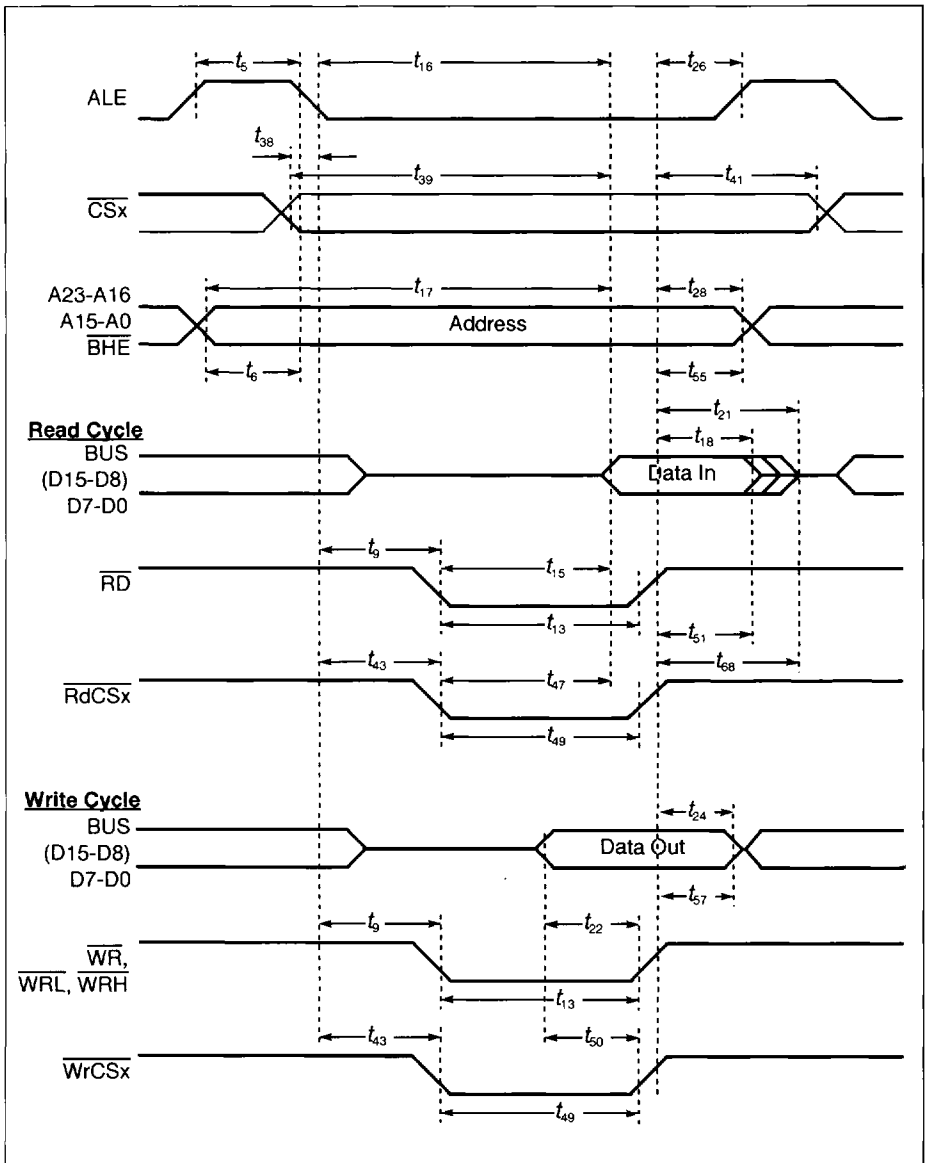 t5 t16 t26
ALE
t38
t39 t41
CSx
t17 t28
A23-A16
A15-A0 Address
BHE
t6 t55
t21
Read Cycle t18
BUS
(D15-D8) Data In
D7-D0
t9
RD t15
t13 t51
t43 t68
RdCSx t47
t49
Write Cycle
BUS t24
(D15-D8) Data Out
D7-D0
t57
t9 t22
WR,
WRL, WRH
t13
t43 t50
WrCSx
t49